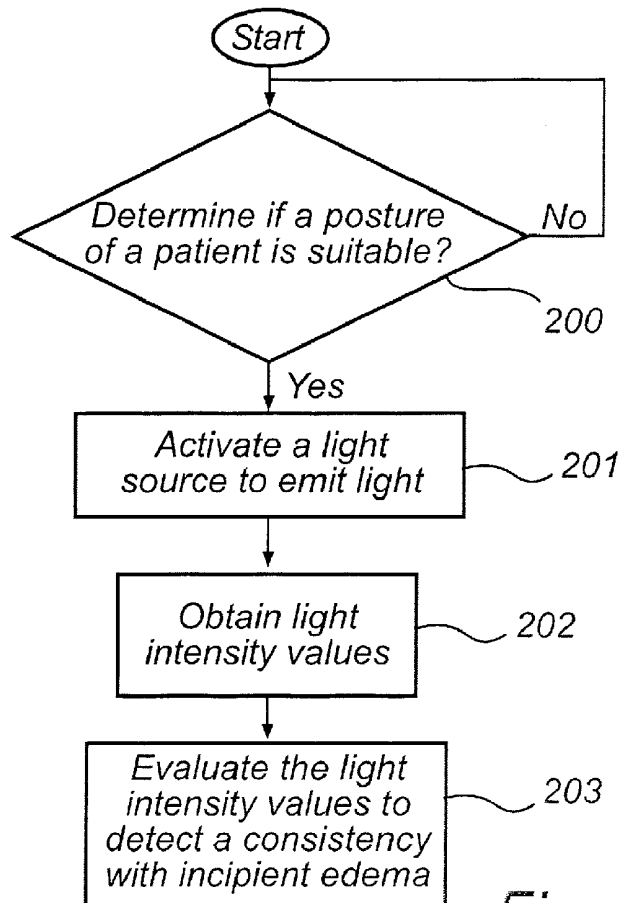 Start
Determine if a posture
of a patient is suitable?
No
200
Yes
Activate a light
source to emit light
201
Obtain light
intensity values
202
Evaluate the light
intensity values to
detect a consistency
with incipient edema
203